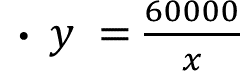 · y = 60000/x